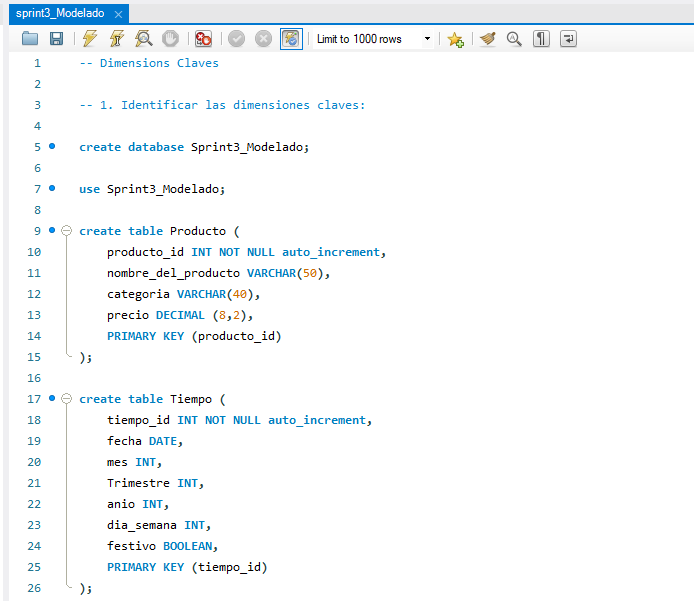 sprint3_Modelado
Limit to 1000 rows
1 -- Dimensions Claves
2
3 -- 1. Identificar las dimensiones claves:
4
5 create database Sprint3_Modelado;
6
7 use Sprint3_Modelado;
8
9 create table Producto (
10 producto_id INT NOT NULL auto_increment,
11 nombre_del_producto VARCHAR(50),
12 categoria VARCHAR(40),
13 precio DECIMAL (8,2),
14 PRIMARY KEY (producto_id)
15 );
16
17 create table Tiempo (
18 tiempo_id INT NOT NULL auto_increment,
19 fecha DATE,
20 mes INT,
21 Trimestre INT,
22 anio INT,
23 dia_semana INT,
24 festivo BOOLEAN,
25 PRIMARY KEY (tiempo_id)
26 );